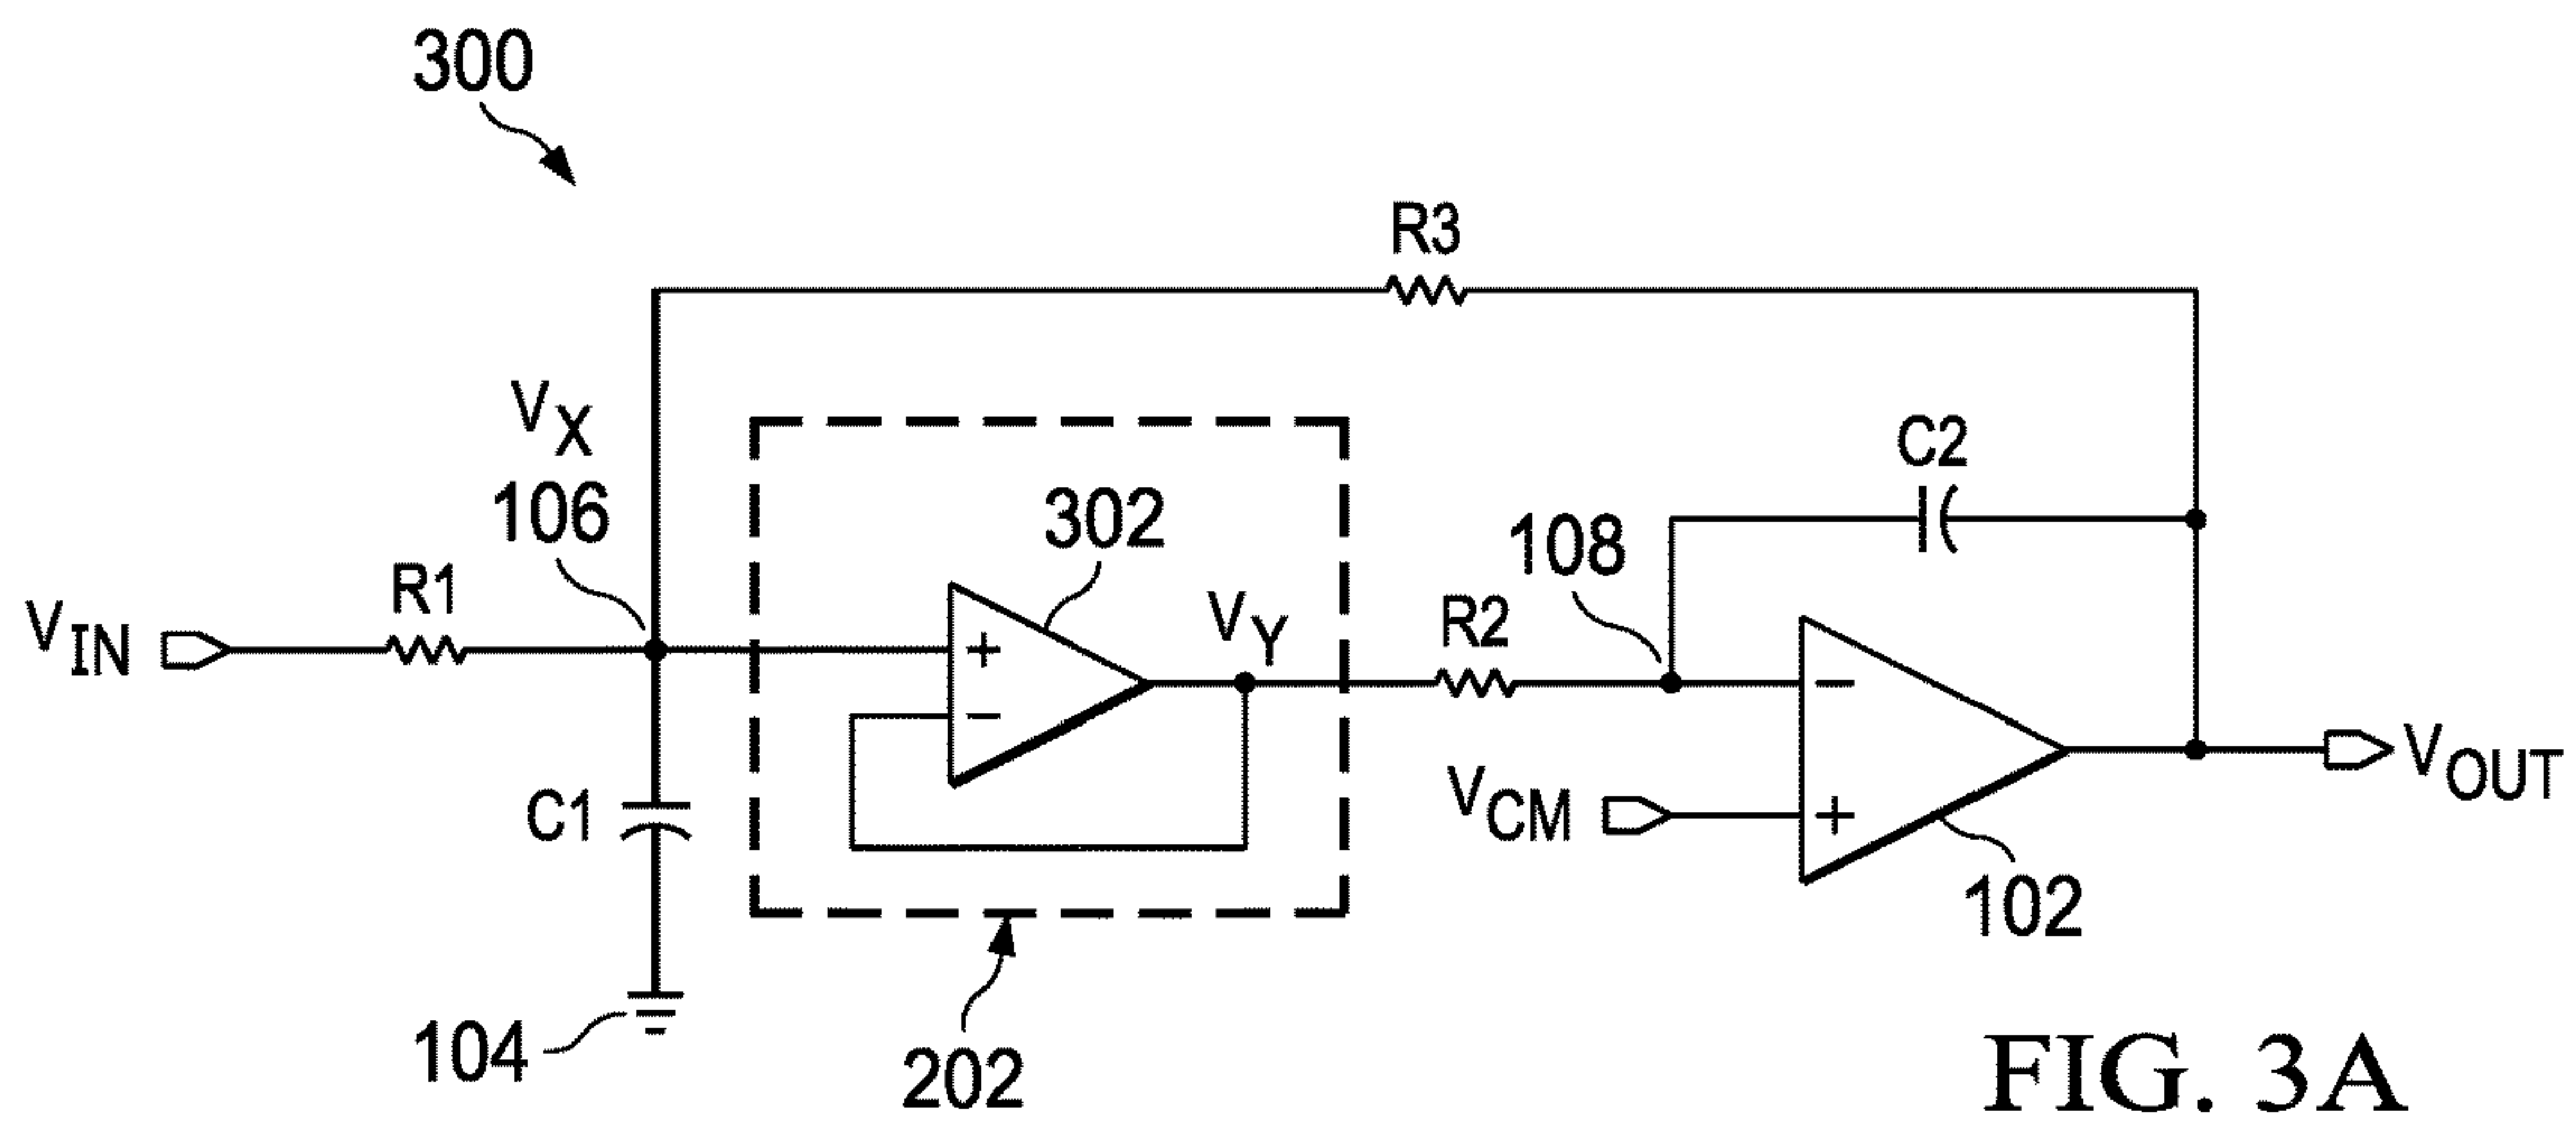 300
R3
VX
106
C2
302
108
R1
VIN
VY
R2
+
−
−
C1
VCM
+
VOUT
102
104
202
FIG. 3A